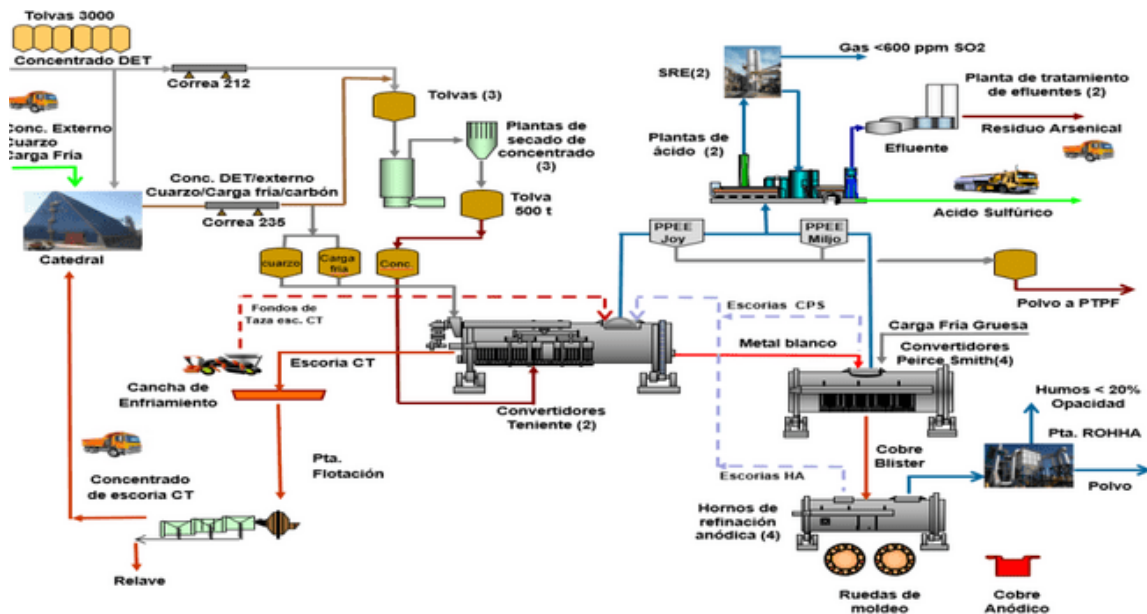 Tolvas 3000
Concentrado DET
Correa 212
Conc. Externo
Cuarzo
Carga Fría
Conc. DET/externo
Cuarzo/Carga fría/carbón
Correa 235
Catedral
Tolvas (3)
Plantas de
secado de
concentrado
(3)
Tolva
500 t
cuarzo
Carga
fria
Conc.
SRE(2)
Gas <600 ppm SO2
Plantas de
ácido (2)
Planta de tratamiento
de efluentes (2)
Residuo Arsenical
Efluente
Acido Sulfúrico
PPEE
Joy
PPEE
Miljo
Polvo a PTPF
Fondos de
Taza esc. CT
Escorias CPS
Carga Fría Gruesa
Convertidores
Peirce Smith(4)
Metal blanco
Escoria CT
Cancha de
Enfriamiento
Convertidores
Teniente (2)
Humos < 20%
Opacidad
Pta. ROHHA
Polvo
Cobre
Blister
Pta.
Flotación
Concentrado
de escoria CT
Escorias HA
Hornos de
refinación
anódica (4)
Relave
Ruedas de
moldeo
Cobre
Anódico